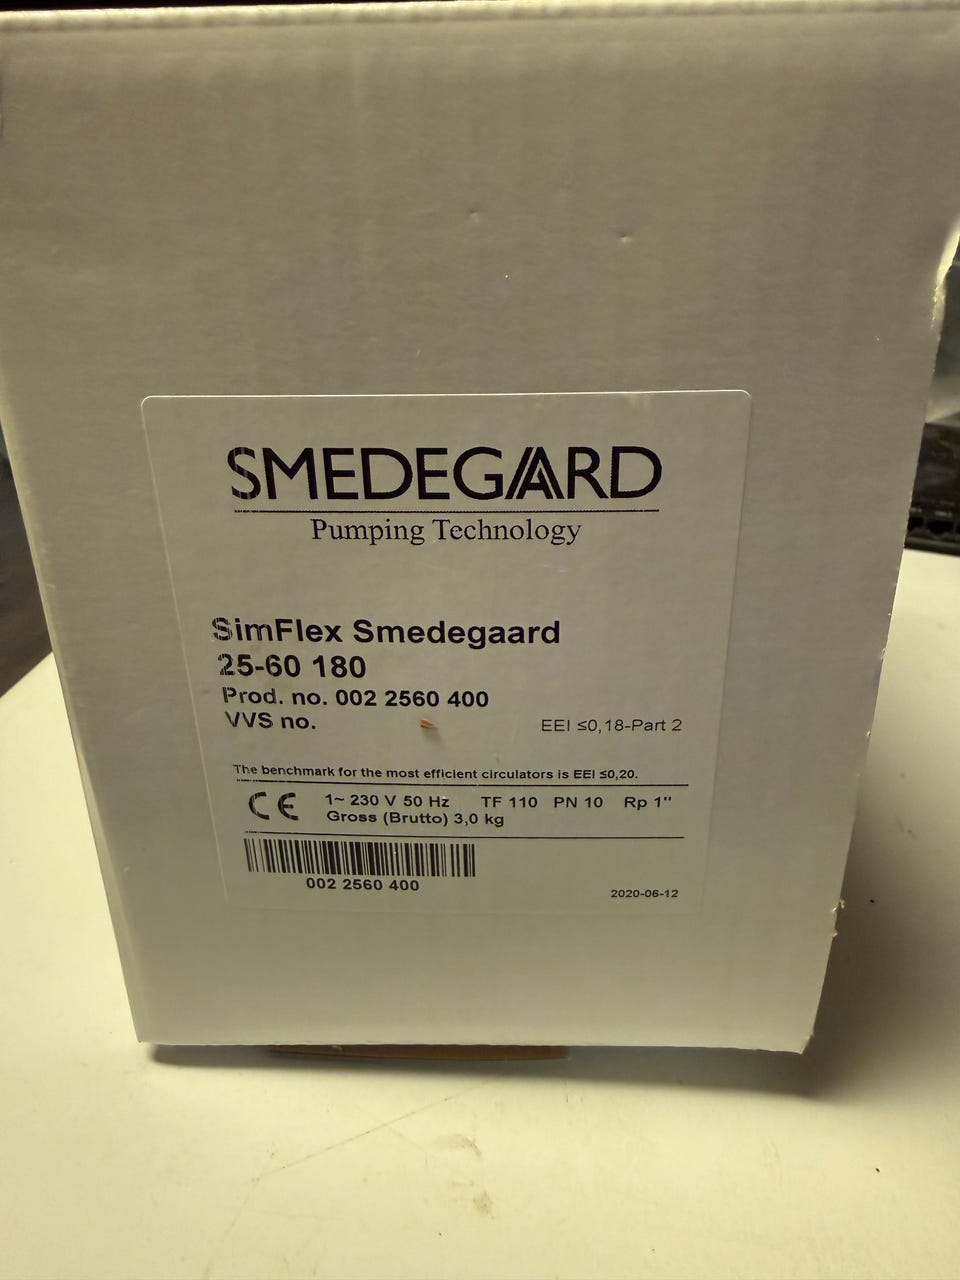 SMEDEGAARD
Pumping Technology
SimFlex Smedegaard
25-60 180
Prod. no. 002 2560 400
VVS no.
EEI ≤0,18-Part 2
The benchmark for the most efficient circulators is EEI ≤0,20.
CE 1~ 230 V 50 Hz TF 110 PN 10 Rp 1"
Gross (Brutto) 3,0 kg
002 2560 400
2020-06-12